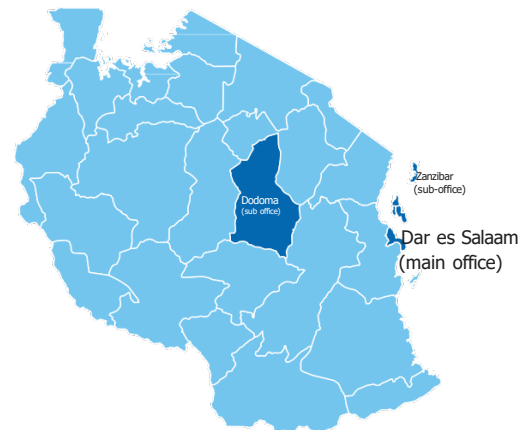 Zanzibar
(sub-office)
Dodoma
(sub office)
Dar es Salaam
(main office)